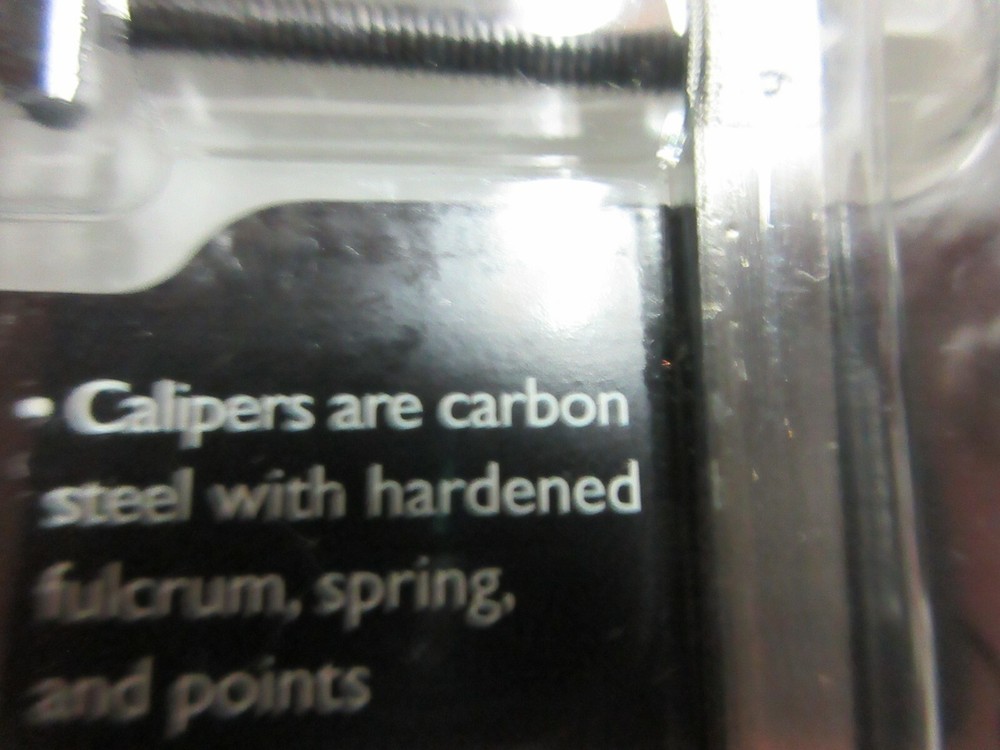 • Calipers are carbon
steel with hardened
fulcrum, spring,
and points